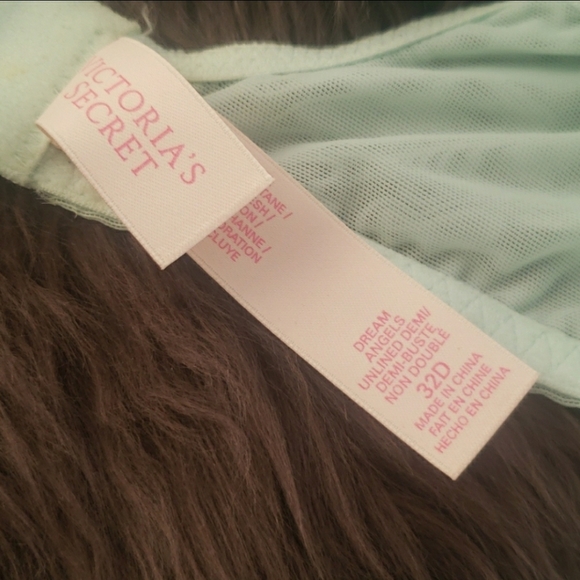 VICTORIA'S
SECRET
DREAM
ANGELS
UNLINED DEMI/
DEMI-BUSTE
NON DOUBLÉ
32D
MADE IN CHINA
FAIT EN CHINE
HECHO EN CHINA